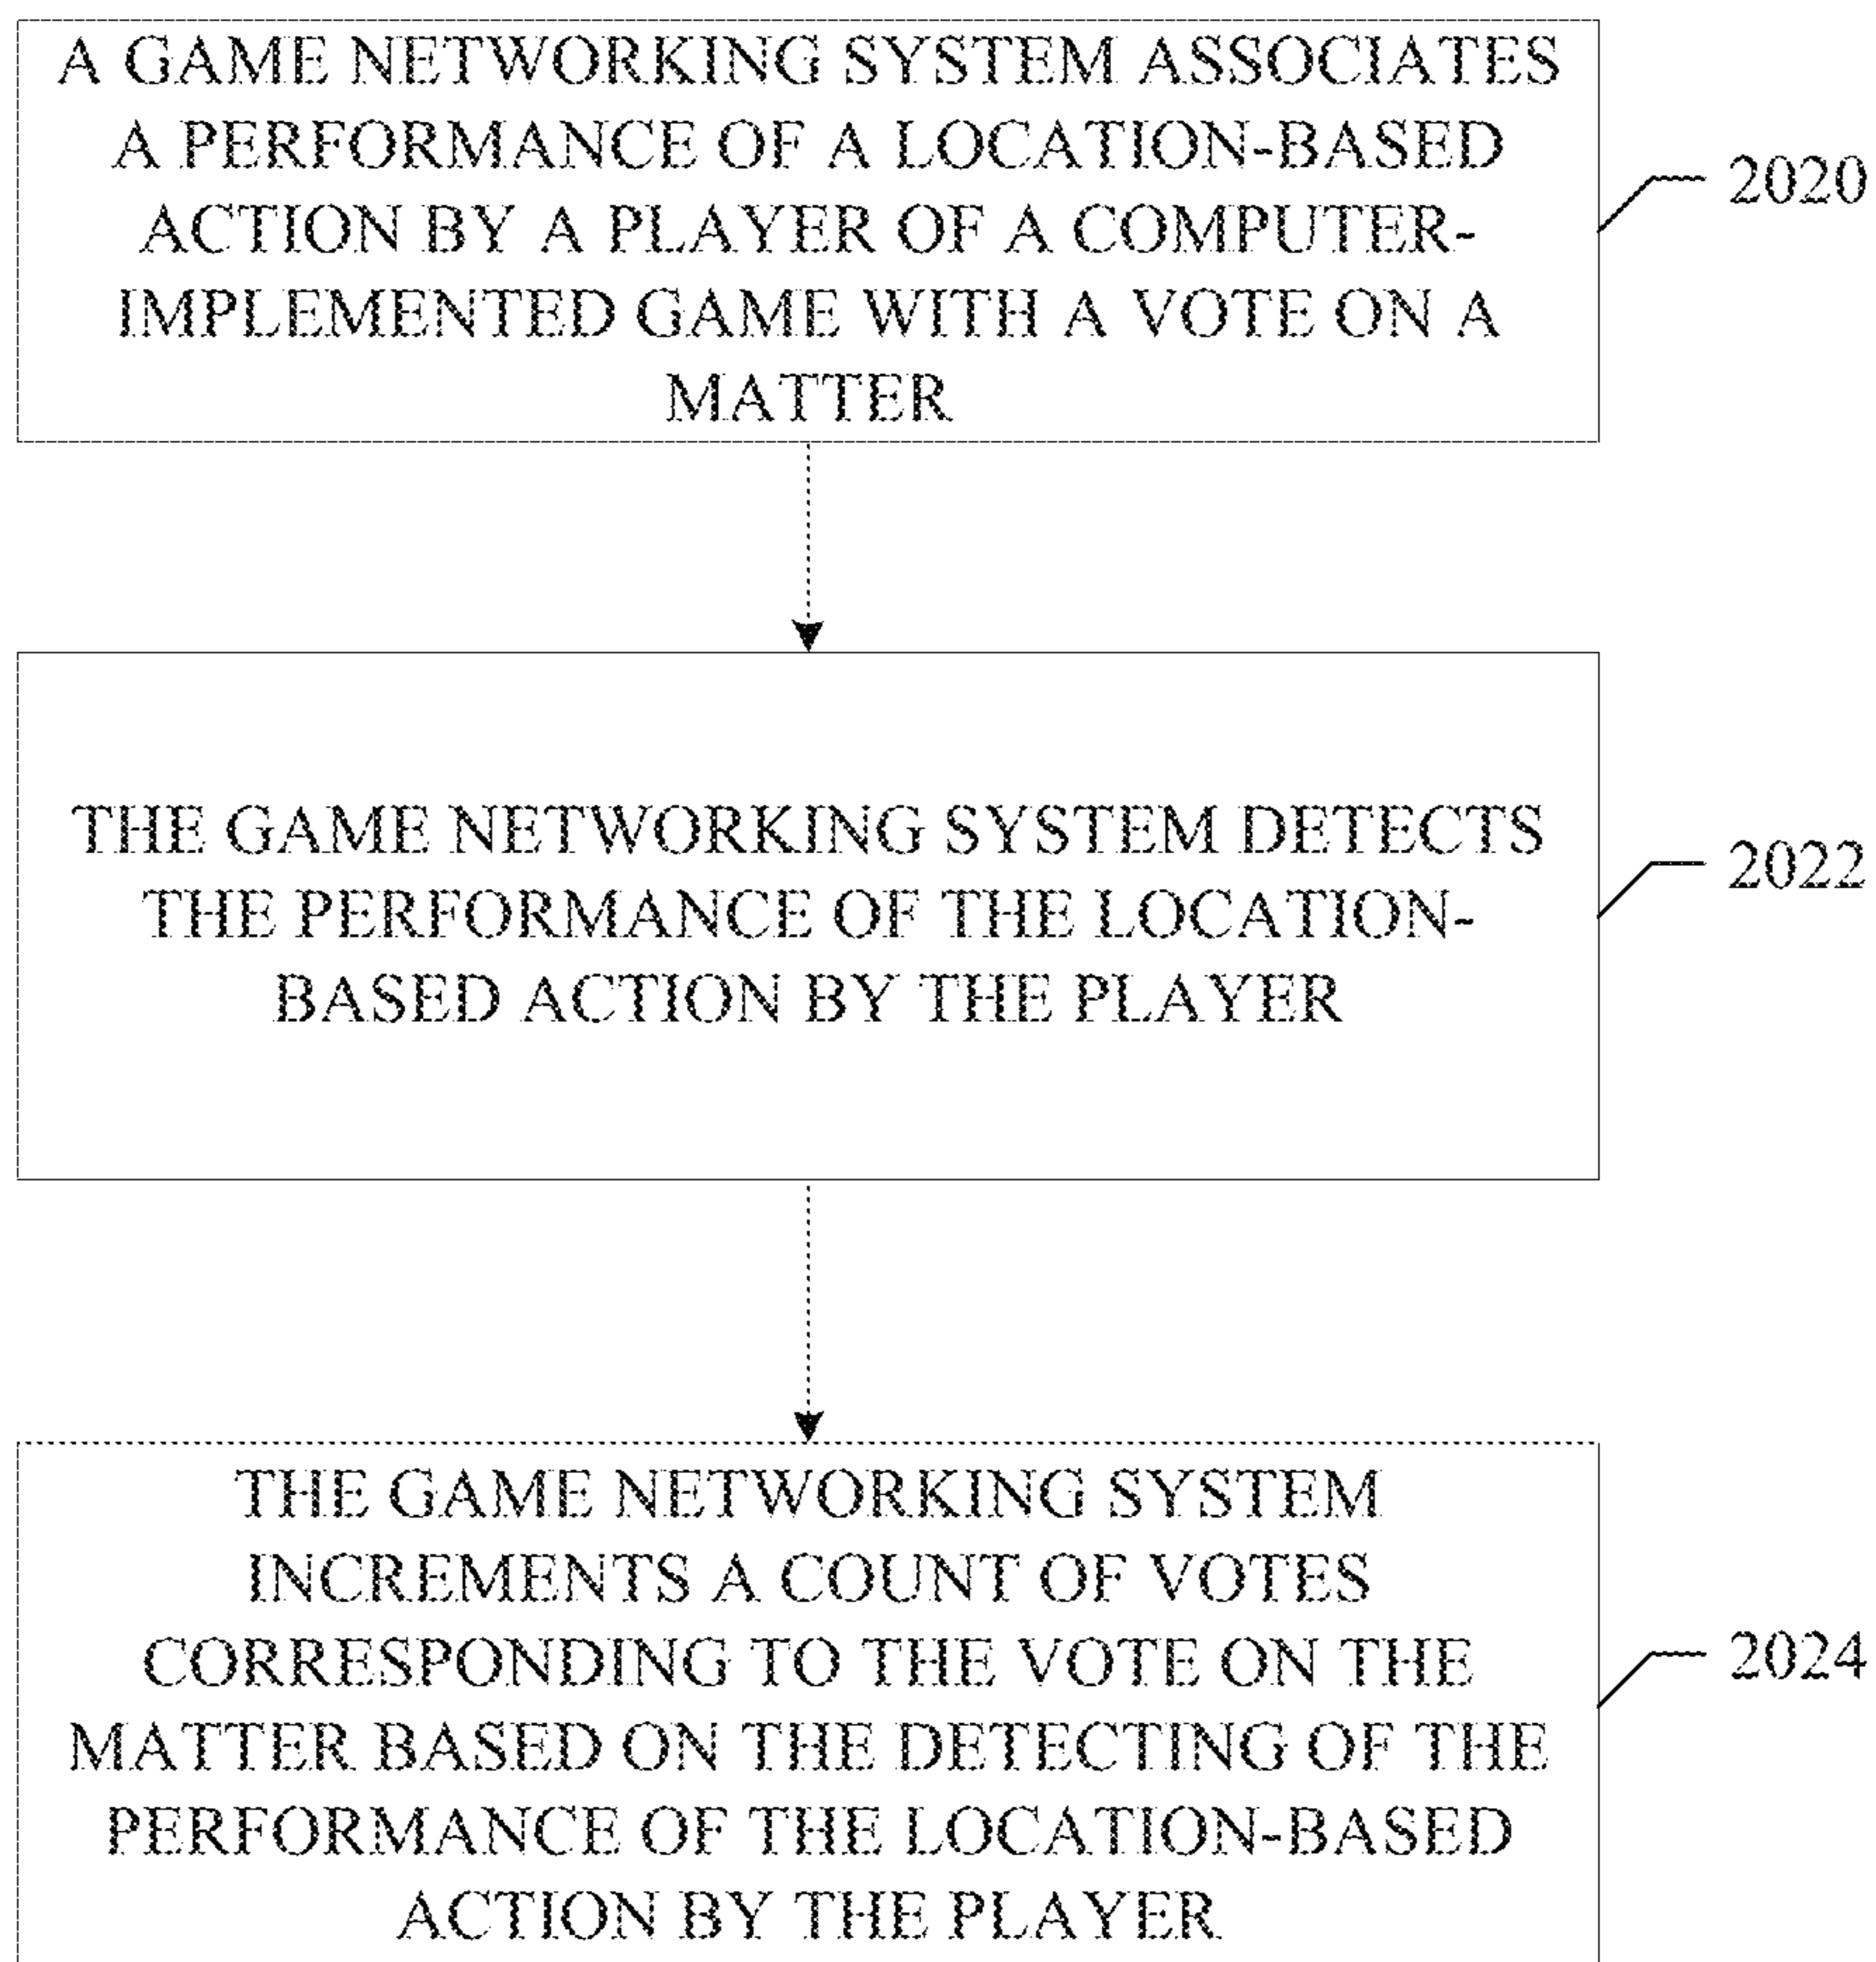 A GAME NETWORKING SYSTEM ASSOCIATES
A PERFORMANCE OF A LOCATION-BASED
ACTION BY A PLAYER OF A COMPUTER-
IMPLEMENTED GAME WITH A VOTE ON A
MATTER
2020
THE GAME NETWORKING SYSTEM DETECTS
THE PERFORMANCE OF THE LOCATION-
BASED ACTION BY THE PLAYER
2022
THE GAME NETWORKING SYSTEM
INCREMENTS A COUNT OF VOTES
CORRESPONDING TO THE VOTE ON THE
MATTER BASED ON THE DETECTING OF THE
PERFORMANCE OF THE LOCATION-BASED
ACTION BY THE PLAYER
2024